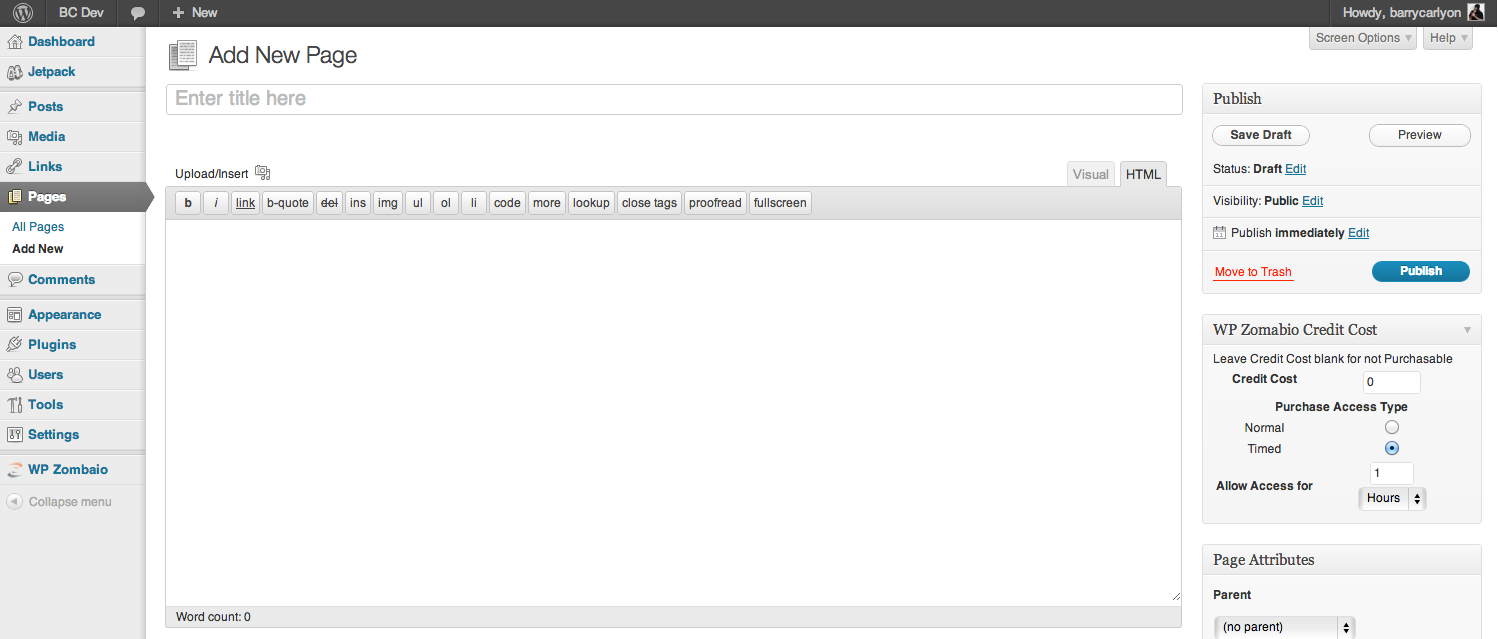 BC Dev
New
Howdy, barrycarlyon
Dashboard
Jetpack
Posts
Media
Links
Pages
All Pages
Add New
Comments
Appearance
Plugins
Users
Tools
Settings
WP Zombaio
Collapse menu
Screen Options
Help
Add New Page
Enter title here
Upload/Insert
Visual
HTML
b i link b-quote del ins img ul ol li code more lookup close tags proofread fullscreen
Word count: 0
Publish
Save Draft
Preview
Status: Draft Edit
Visibility: Public Edit
Publish immediately Edit
Move to Trash
Publish
WP Zomabio Credit Cost
Leave Credit Cost blank for not Purchasable
Credit Cost 0
Purchase Access Type
Normal
Timed
1
Allow Access for
Hours
Page Attributes
Parent
(no parent)